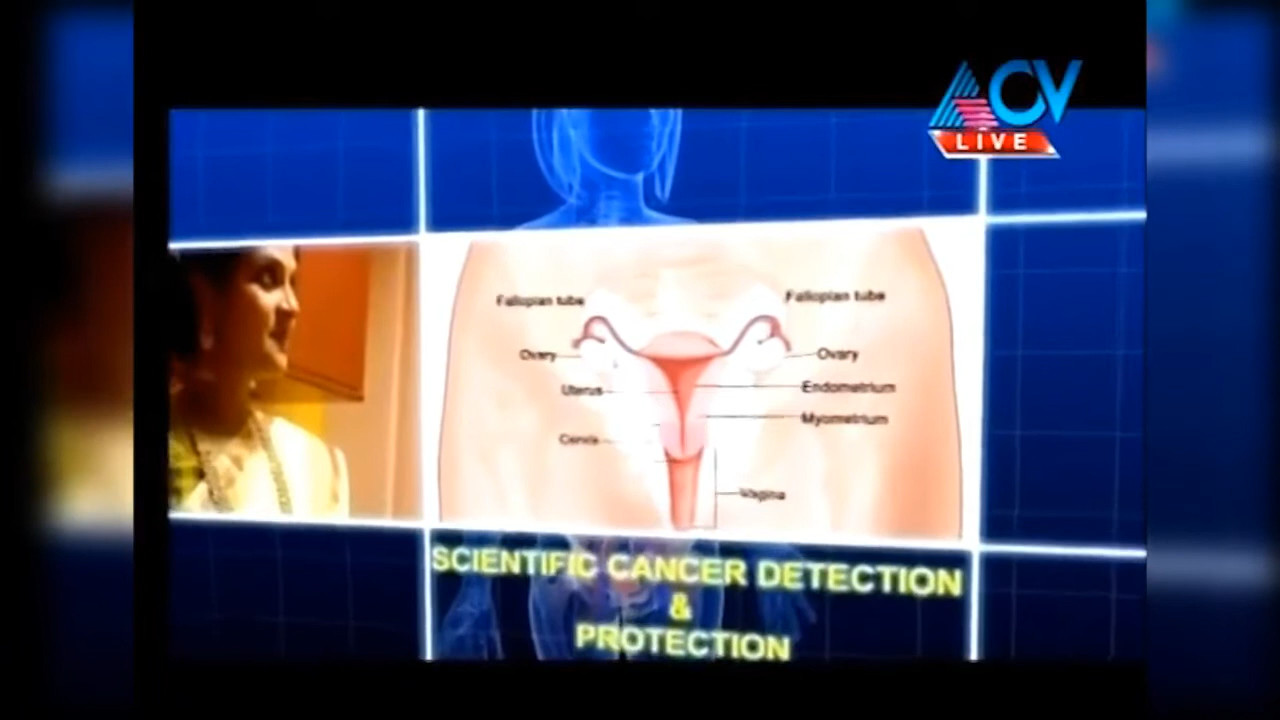 ACV
LIVE
Fallopian tube
Fallopian tube
Ovary
Ovary
Uterus
Endometrium
Myometrium
Cervix
Vagina
SCIENTIFIC CANCER DETECTION
&
PROTECTION